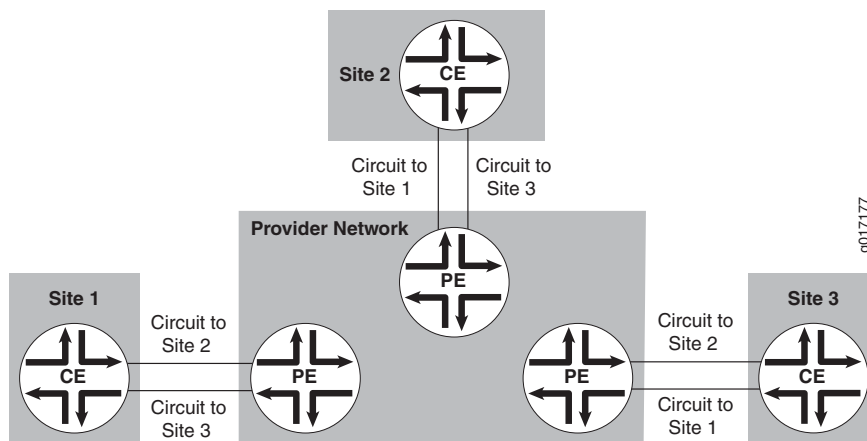 Site 2
CE
Circuit to
Site 1
Circuit to
Site 3
g017177
Provider Network
PE
Site 1
CE
Circuit to
Site 2
Circuit to
Site 3
PE
PE
Circuit to
Site 2
Circuit to
Site 1
Site 3
CE